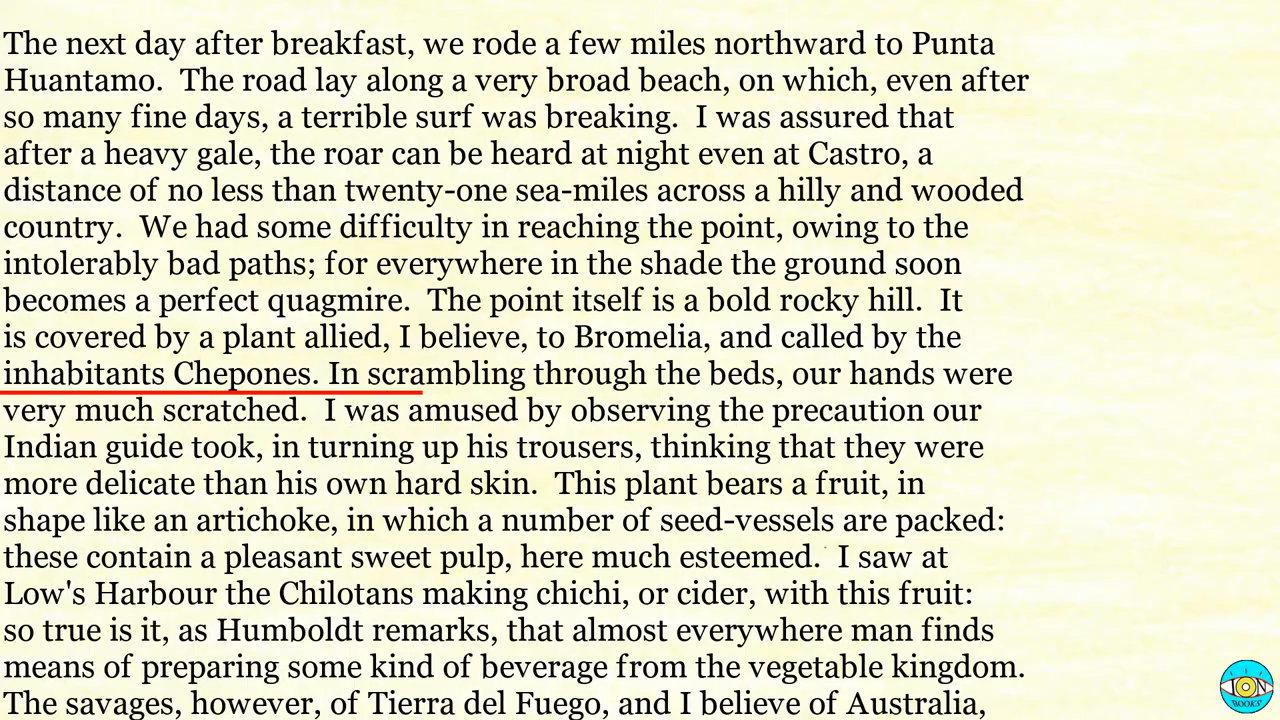 The next day after breakfast, we rode a few miles northward to Punta
Huantamo.  The road lay along a very broad beach, on which, even after
so many fine days, a terrible surf was breaking.  I was assured that
after a heavy gale, the roar can be heard at night even at Castro, a
distance of no less than twenty-one sea-miles across a hilly and wooded
country.  We had some difficulty in reaching the point, owing to the
intolerably bad paths; for everywhere in the shade the ground soon
becomes a perfect quagmire.  The point itself is a bold rocky hill.  It
is covered by a plant allied, I believe, to Bromelia, and called by the
inhabitants Chepones. In scrambling through the beds, our hands were
very much scratched.  I was amused by observing the precaution our
Indian guide took, in turning up his trousers, thinking that they were
more delicate than his own hard skin.  This plant bears a fruit, in
shape like an artichoke, in which a number of seed-vessels are packed:
these contain a pleasant sweet pulp, here much esteemed.  I saw at
Low's Harbour the Chilotans making chichi, or cider, with this fruit:
so true is it, as Humboldt remarks, that almost everywhere man finds
means of preparing some kind of beverage from the vegetable kingdom.
The savages, however, of Tierra del Fuego, and I believe of Australia,
ION
BOOKS